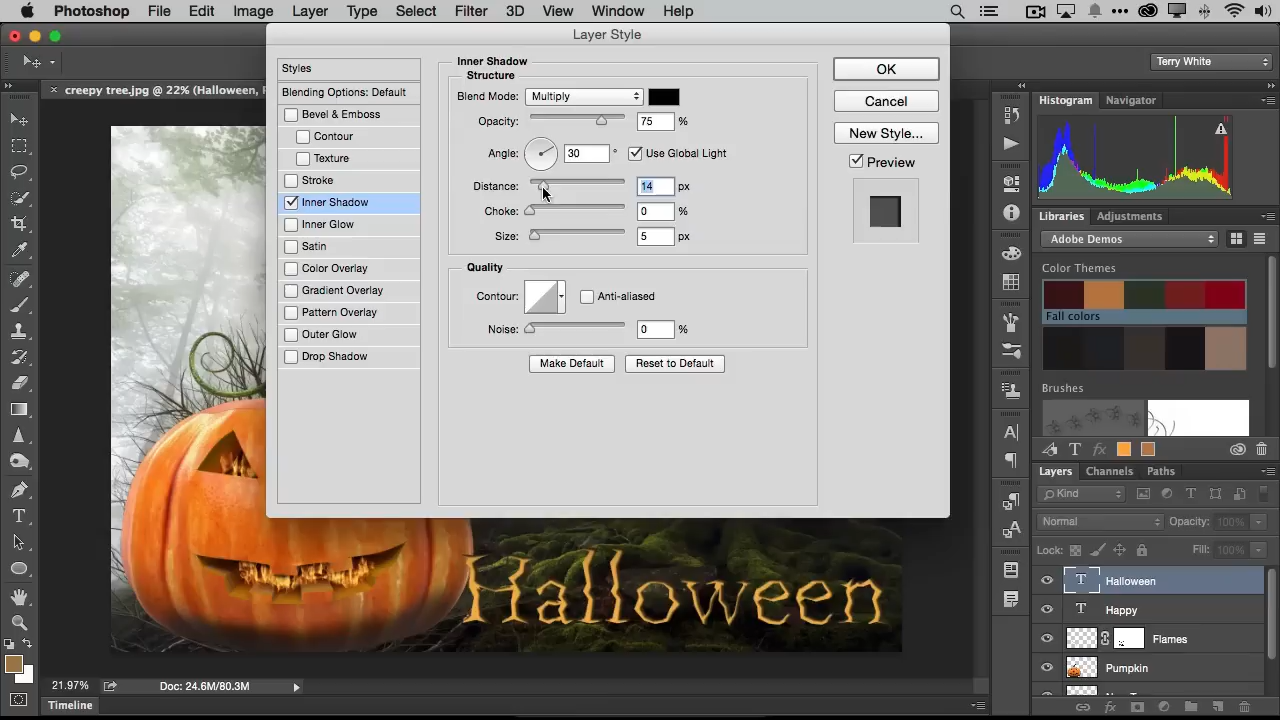 Photoshop File Edit Image Layer Type Select Filter 3D View Window Help
Layer Style
Terry White
creepy tree.jpg @ 22% (Halloween,
Styles
Blending Options: Default
Bevel & Emboss
Contour
Texture
Stroke
Inner Shadow
Inner Glow
Satin
Color Overlay
Gradient Overlay
Pattern Overlay
Outer Glow
Drop Shadow
Inner Shadow
Structure
Blend Mode: Multiply
Opacity: 75 %
Angle: 30 ° Use Global Light
Distance: 14 px
Choke: 0 %
Size: 5 px
Quality
Contour: Anti-aliased
Noise: 0 %
Make Default Reset to Default
OK
Cancel
New Style...
Preview
Halloween
21.97% Doc: 24.6M/80.3M
Timeline
Histogram Navigator
Libraries Adjustments
Adobe Demos
Color Themes
Fall colors
Brushes
T fx
Layers Channels Paths
Kind
Normal Opacity: 100%
Lock: Fill: 100%
T Halloween
T Happy
Flames
Pumpkin
fx